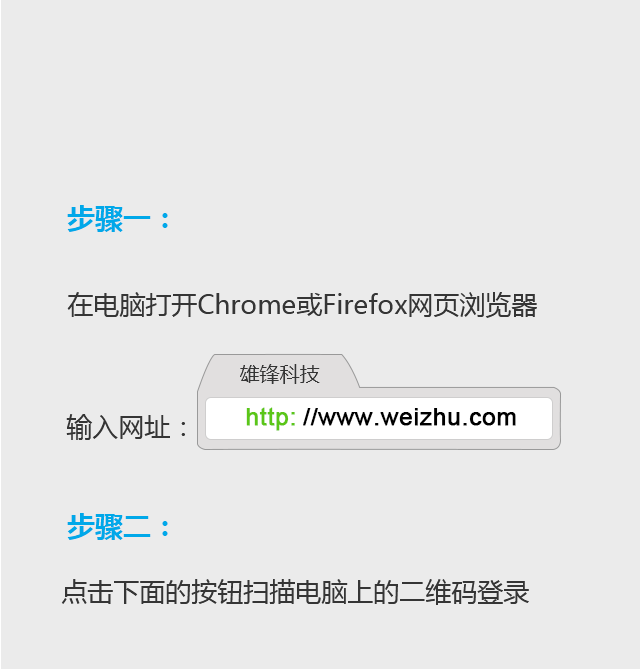 步骤一：
在电脑打开Chrome或Firefox网页浏览器
雄锋科技
输入网址： http: //www.weizhu.com
步骤二：
点击下面的按钮扫描电脑上的二维码登录